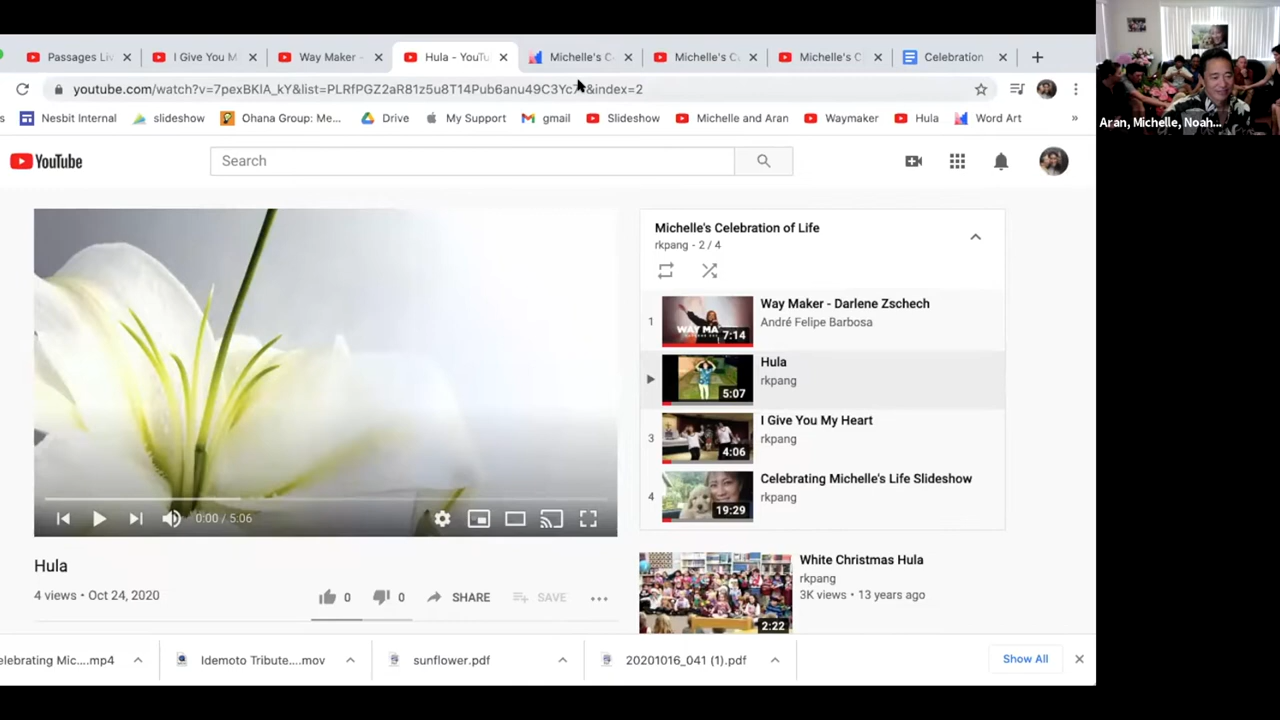 Passages Liv
I Give You M
Way Maker -
Hula - YouTu
Michelle's C
Michelle's C
Michelle's C
Celebration
youtube.com/watch?v=7pexBKlA_kY&list=PLRfPGZ2aR81z5u8T14Pub6anu49C3Yc7 &index=2
s
Nesbit Internal
slideshow
Ohana Group: Me...
Drive
My Support
gmail
Slideshow
Michelle and Aran
Waymaker
Hula
Word Art
»
Aran, Michelle, Noah...
YouTube
Search
Michelle's Celebration of Life
rkpang - 2 / 4
1
WAY MA
7:14
Way Maker - Darlene Zschech
André Felipe Barbosa
5:07
Hula
rkpang
3
4:06
I Give You My Heart
rkpang
4
19:29
Celebrating Michelle's Life Slideshow
rkpang
0:00 / 5:06
Hula
4 views • Oct 24, 2020
0
0
SHARE
SAVE
2:22
White Christmas Hula
rkpang
3K views • 13 years ago
elebrating Mic....mp4
Idemoto Tribute....mov
sunflower.pdf
20201016_041 (1).pdf
Show All